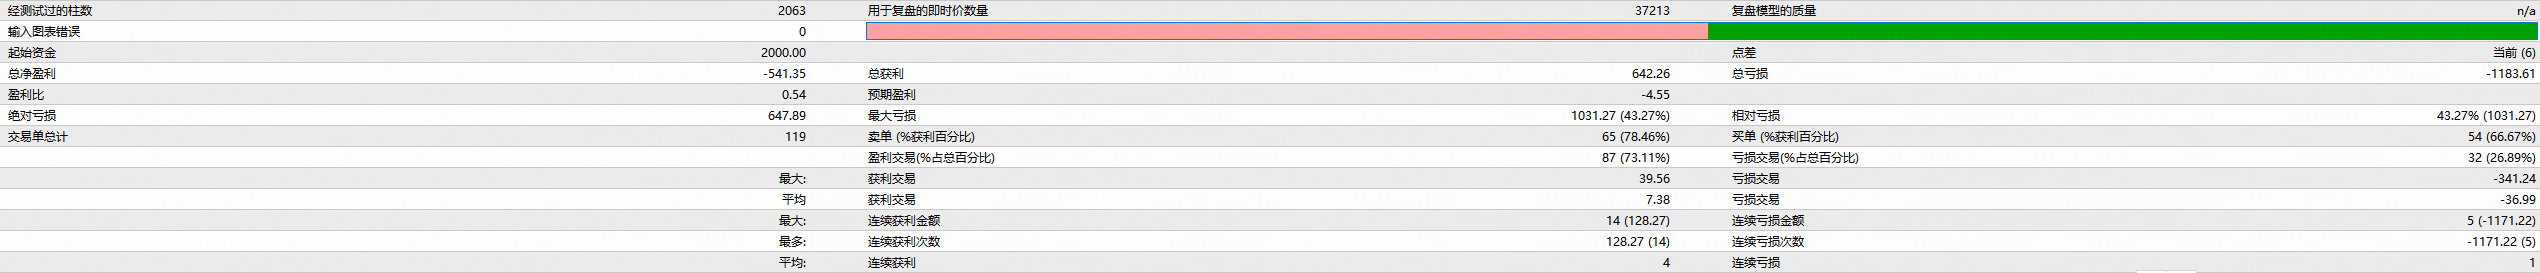 经测试过的柱数 2063 用于复盘的即时价数量 37213 复盘模型的质量 n/a
输入图表错误 0
起始资金 2000.00 点差 当前 (6)
总净盈利 -541.35 总获利 642.26 总亏损 -1183.61
盈利比 0.54 预期盈利 -4.55
绝对亏损 647.89 最大亏损 1031.27 (43.27%) 相对亏损 43.27% (1031.27)
交易单总计 119 卖单 (%获利百分比) 65 (78.46%) 买单 (%获利百分比) 54 (66.67%)
盈利交易(%占总百分比) 87 (73.11%) 亏损交易(%占总百分比) 32 (26.89%)
最大: 获利交易 39.56 亏损交易 -341.24
平均 获利交易 7.38 亏损交易 -36.99
最大: 连续获利金额 14 (128.27) 连续亏损金额 5 (-1171.22)
最多: 连续获利次数 128.27 (14) 连续亏损次数 -1171.22 (5)
平均: 连续获利 4 连续亏损 1